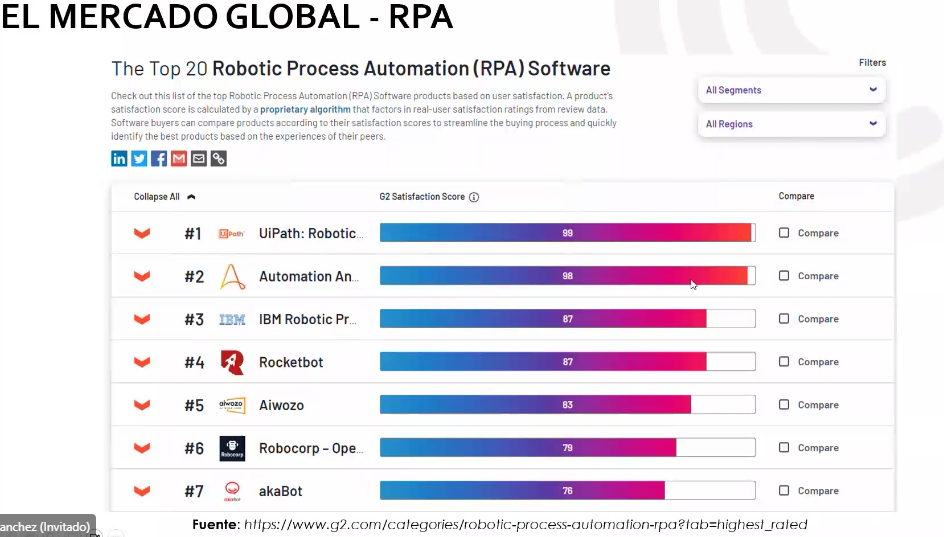 EL MERCADO GLOBAL - RPA
The Top 20 Robotic Process Automation (RPA) Software
Filters
Check out this list of the top Robotic Process Automation (RPA) Software products based on user satisfaction. A product's
satisfaction score is calculated by a proprietary algorithm that factors in real-user satisfaction ratings from review data.
Software buyers can compare products according to their satisfaction scores to streamline the buying process and quickly
identify the best products based on the experiences of their peers.
All Segments
All Regions
Collapse All G2 Satisfaction Score Compare
#1 UiPath UiPath: Robotic... 99 Compare
#2 Automation An... 98 Compare
#3 IBM IBM Robotic Pr... 87 Compare
#4 Rocketbot 87 Compare
#5 aiwozo Aiwozo 83 Compare
#6 Robocorp Robocorp – Ope... 79 Compare
#7 akaBot akaBot 76 Compare
anchez (Invitado)
Fuente: https://www.g2.com/categories/robotic-process-automation-rpa?tab=highest_rated